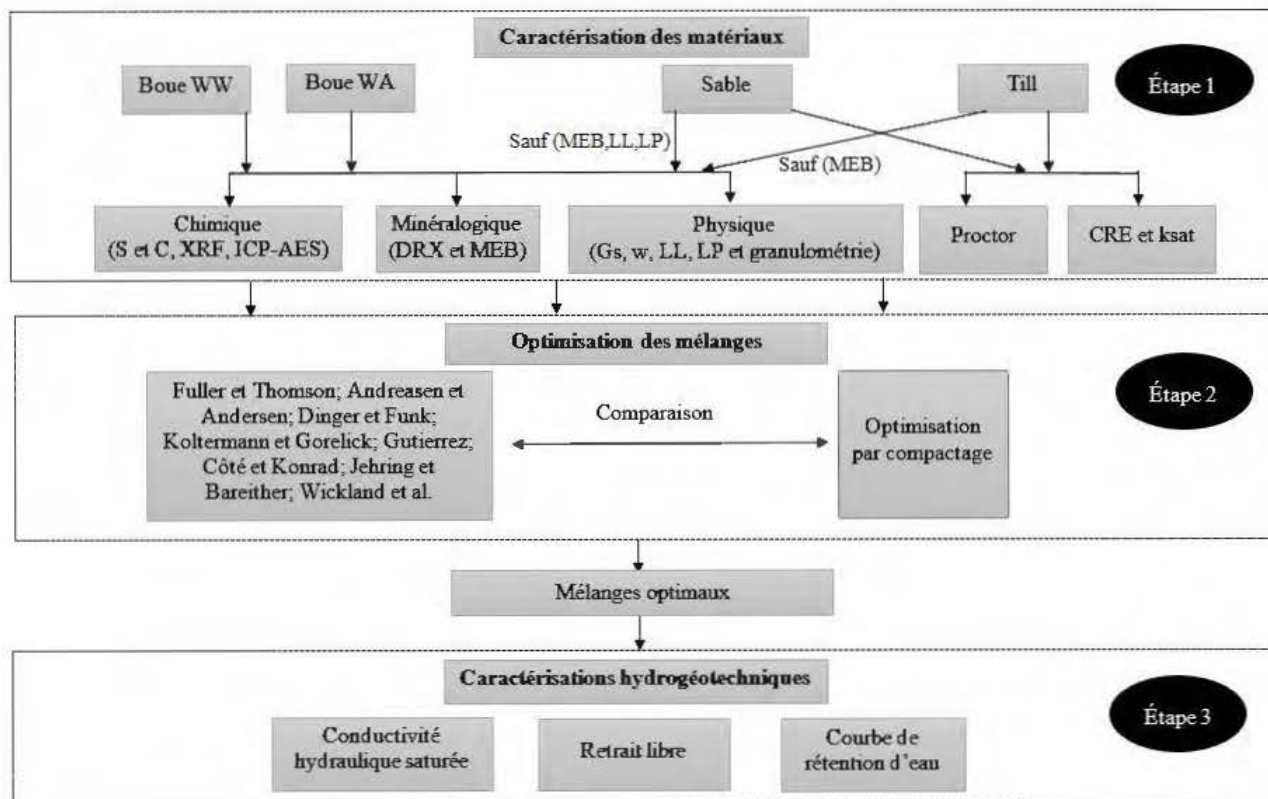 Caractérisation des matériaux
Boue WW
Boue WA
Sable
Till
Étape 1
Sauf (MEB,LL,LP)
Sauf (MEB)
Chimique
(S et C, XRF, ICP-AES)
Minéralogique
(DRX et MEB)
Physique
(Gs, w, LL, LP et granulométrie)
Proctor
CRE et ksat
Optimisation des mélanges
Fuller et Thomson; Andreasen et
Andersen; Dinger et Funk;
Koltermann et Gorelick; Gutierrez;
Côté et Konrad; Jehring et
Bareither; Wickland et al.
Comparaison
Optimisation
par compactage
Étape 2
Mélanges optimaux
Caractérisations hydrogéotechniques
Étape 3
Conductivité
hydraulique saturée
Retrait libre
Courbe de
rétention d'eau